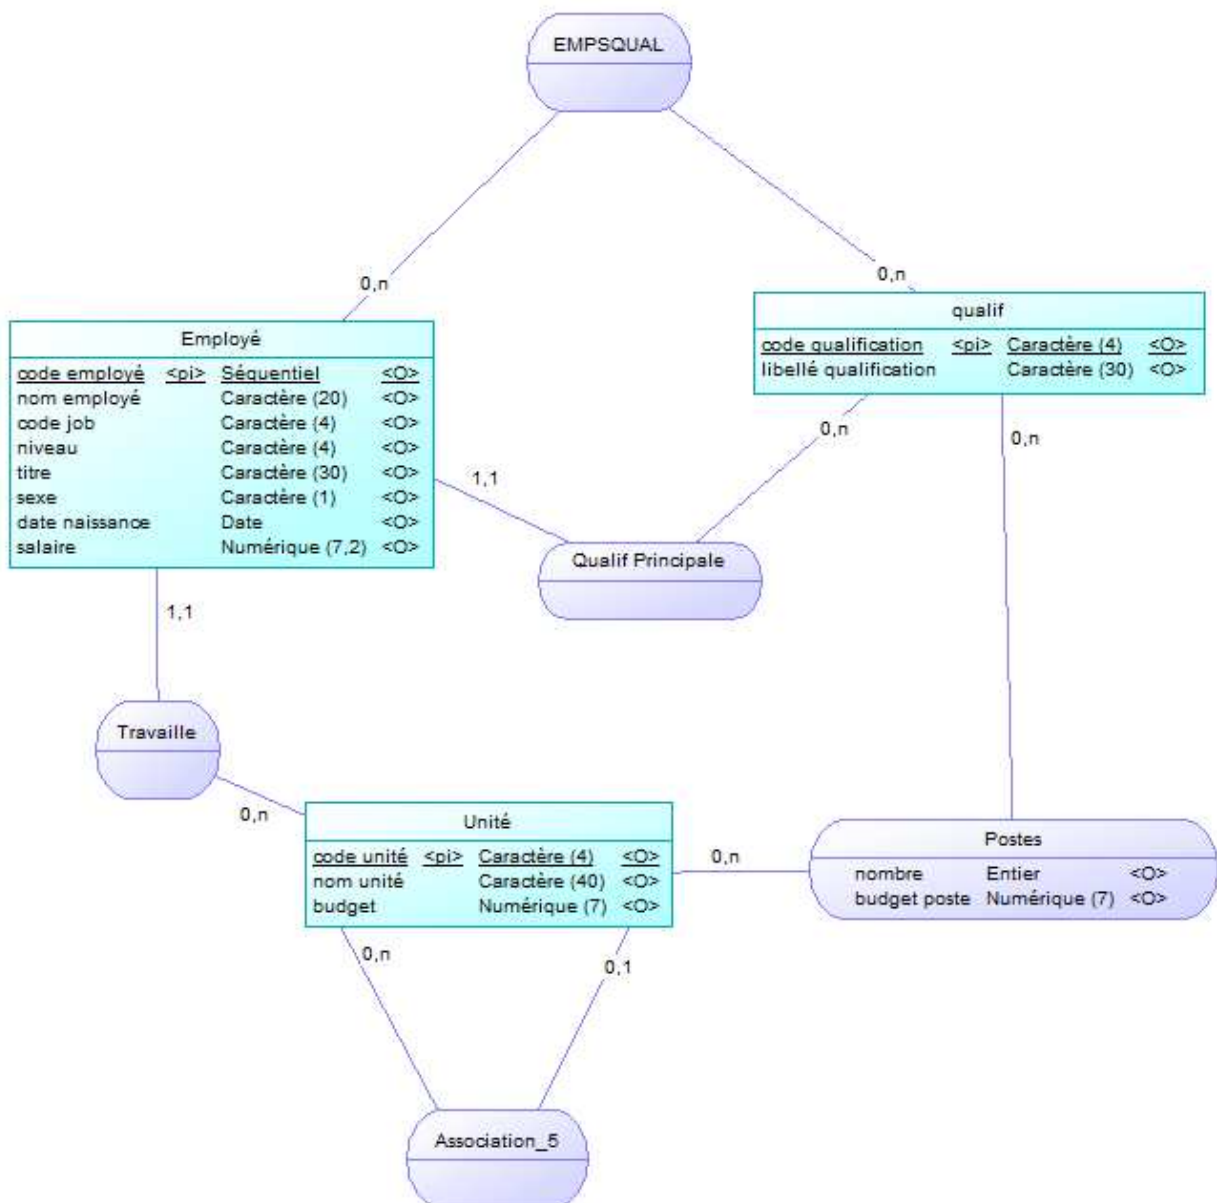 EMPSQUAL
0,n
0,n
qualif
code qualification <pi> Caractère (4) <O>
libellé qualification Caractère (30) <O>
Employé
code employé <pi> Séquentiel <O>
nom employé Caractère (20) <O>
code job Caractère (4) <O>
niveau Caractère (4) <O>
titre Caractère (30) <O>
sexe Caractère (1) <O>
date naissance Date <O>
salaire Numérique (7,2) <O>
0,n
0,n
1,1
Qualif Principale
1,1
Travaille
0,n
Unité
code unité <pi> Caractère (4) <O>
nom unité Caractère (40) <O>
budget Numérique (7) <O>
0,n
Postes
nombre Entier <O>
budget poste Numérique (7) <O>
0,n
0,1
Association_5